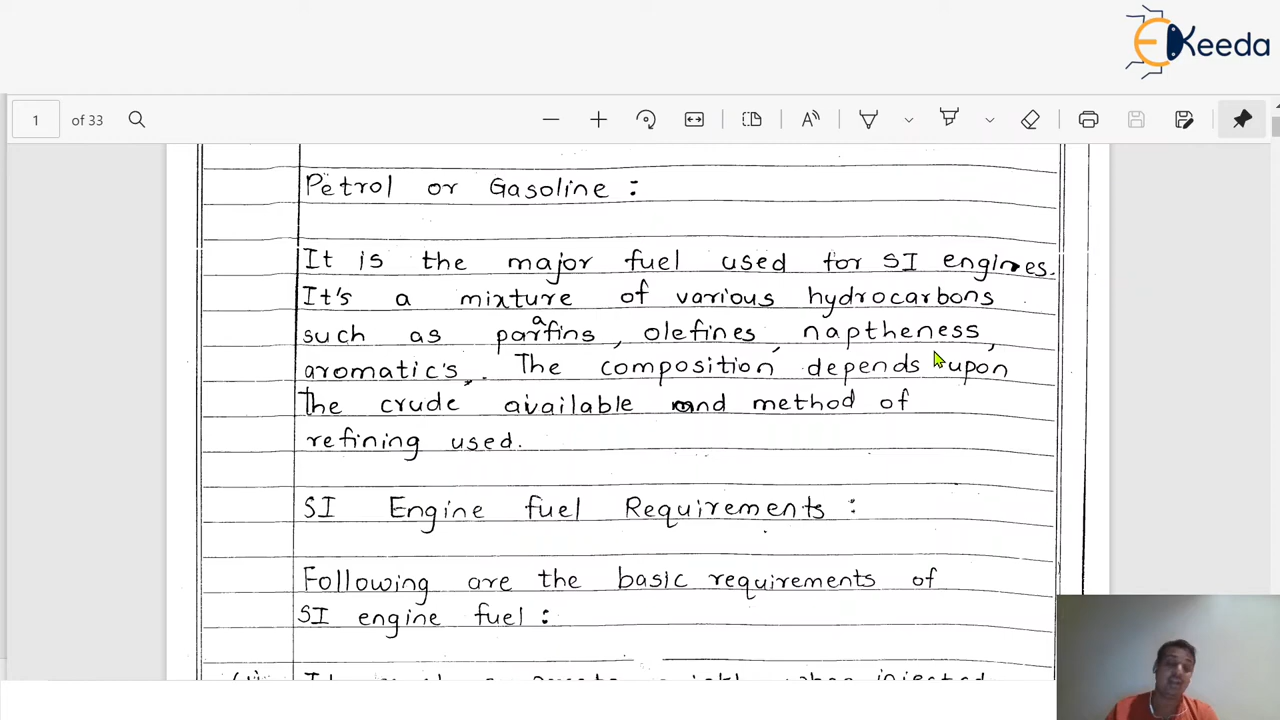 EKeeda
1 of 33
Petrol or Gasoline :
It is the major fuel used for SI engines.
It's a mixture of various hydrocarbons
such as parafins, olefines, naptheness,
aromatic's,. The composition depends upon
The crude available and method of
refining used.
SI Engine fuel Requirements :
Following are the basic requirements of
SI engine fuel :
injected